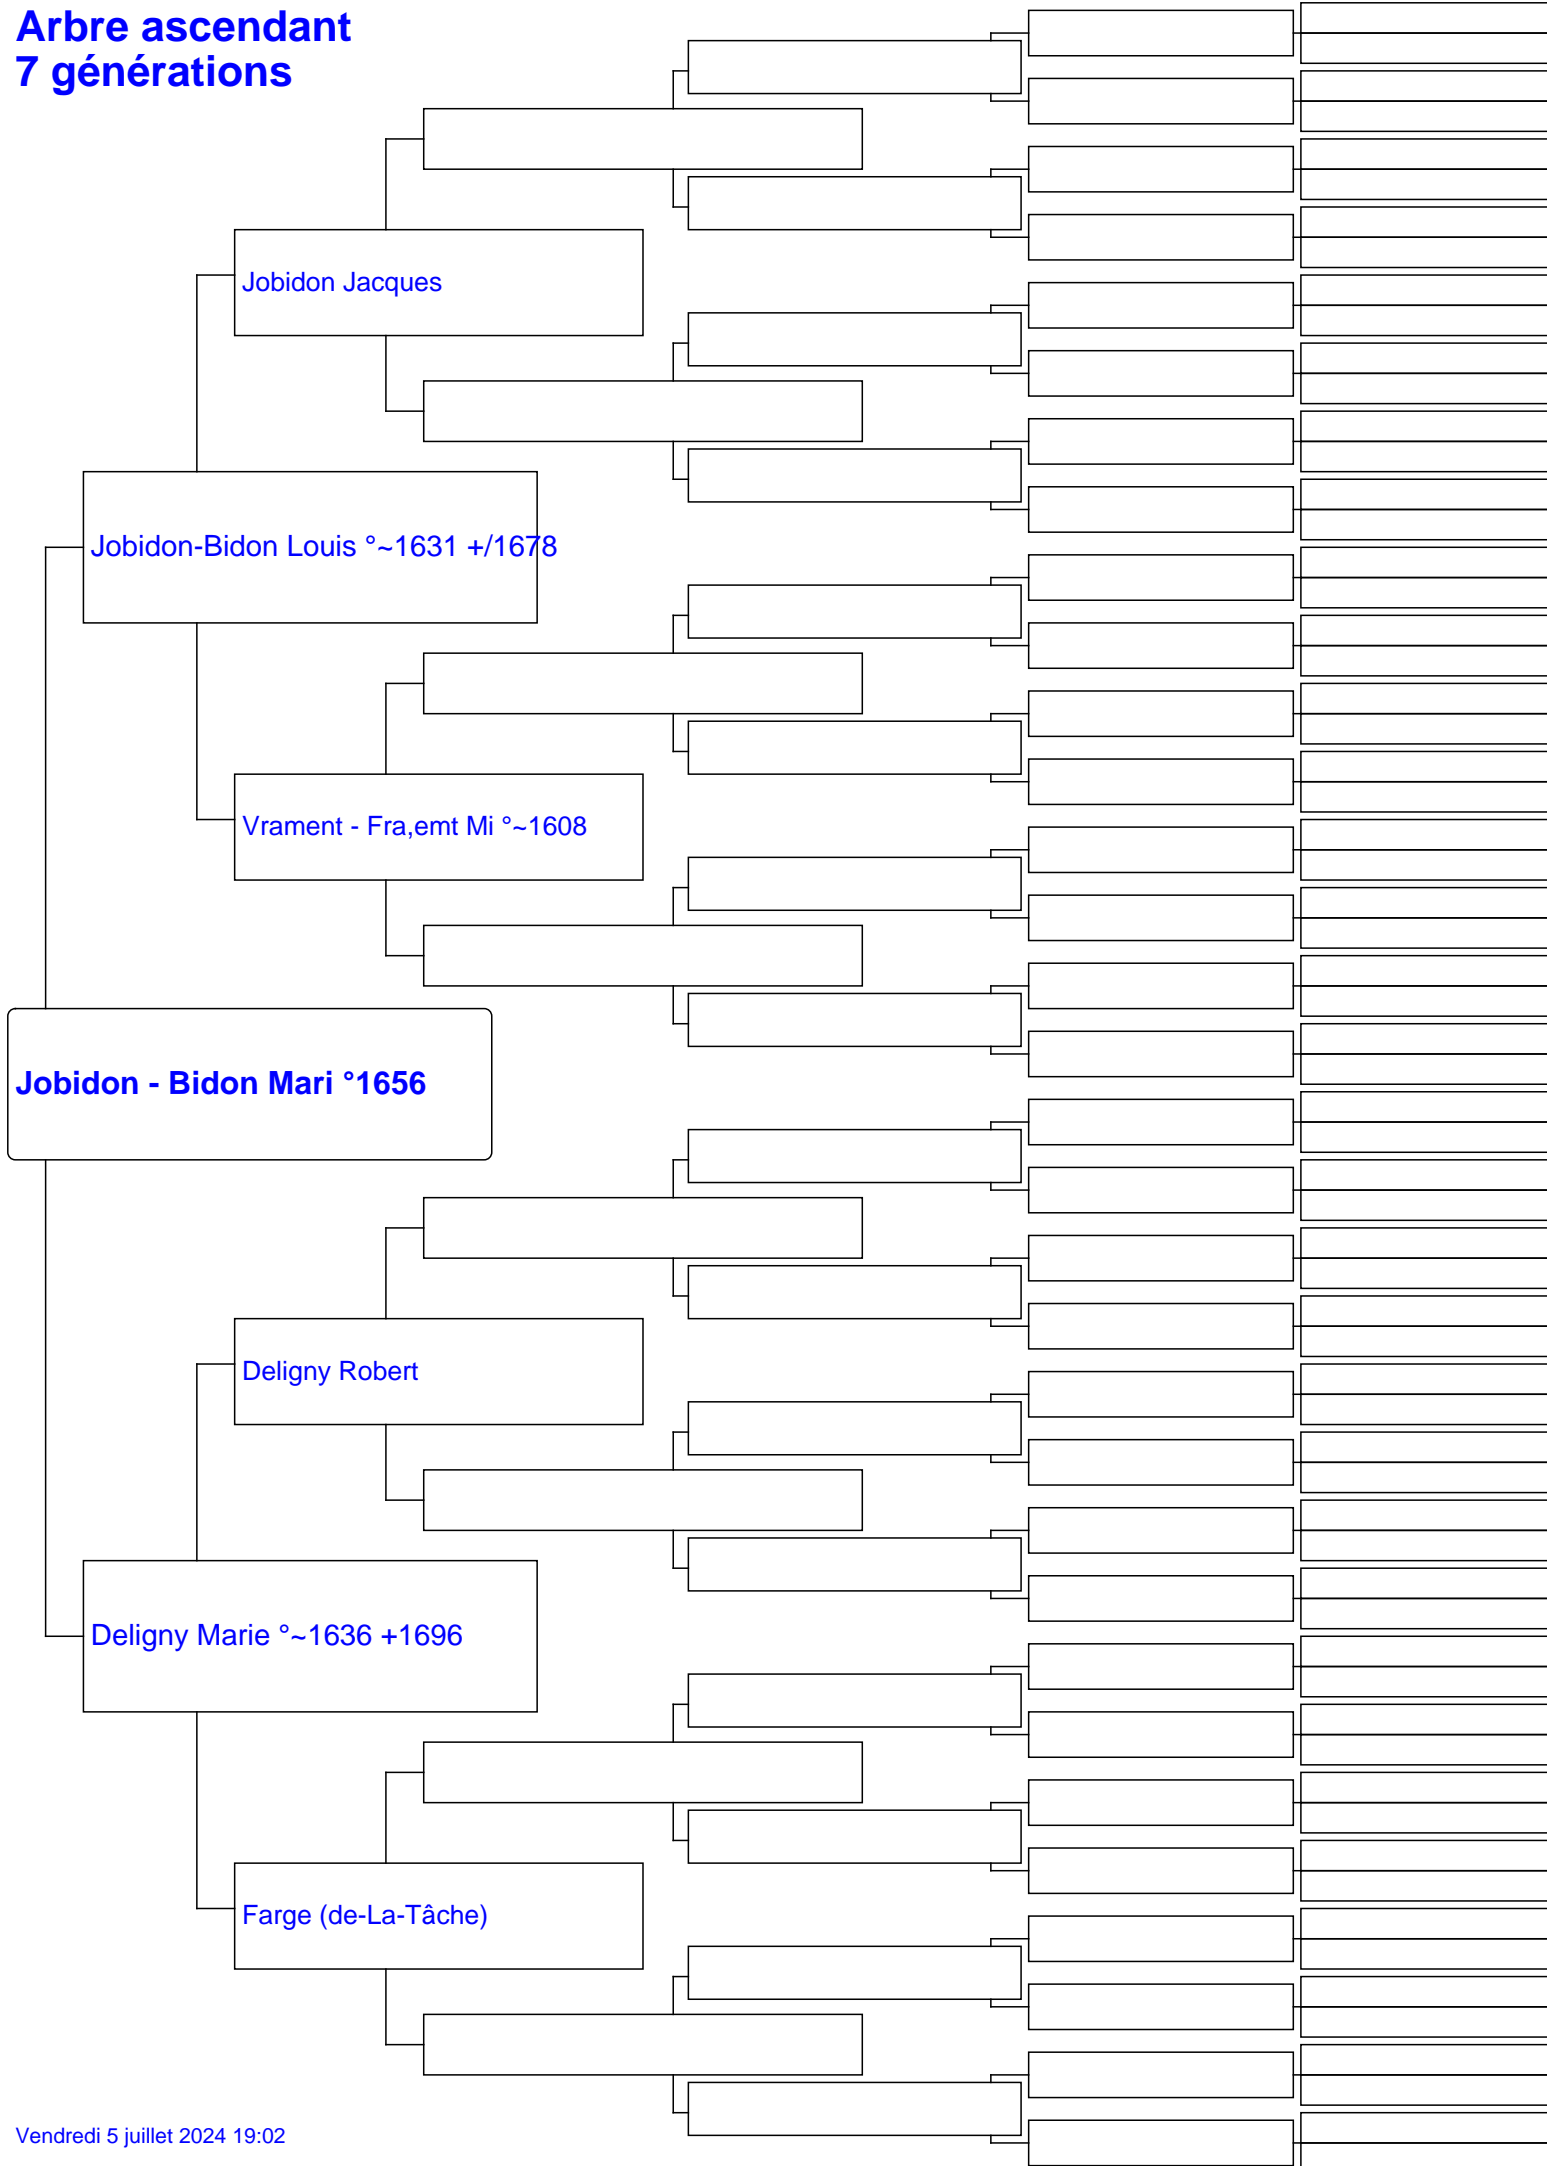 Arbre ascendant
7 générations
Jobidon Jacques
Jobidon-Bidon Louis °~1631 +/1678
Vrament - Fra,emt Mi °~1608
Jobidon - Bidon Mari °1656
Deligny Robert
Deligny Marie °~1636 +1696
Farge (de-La-Tâche)
Vendredi 5 juillet 2024 19:02